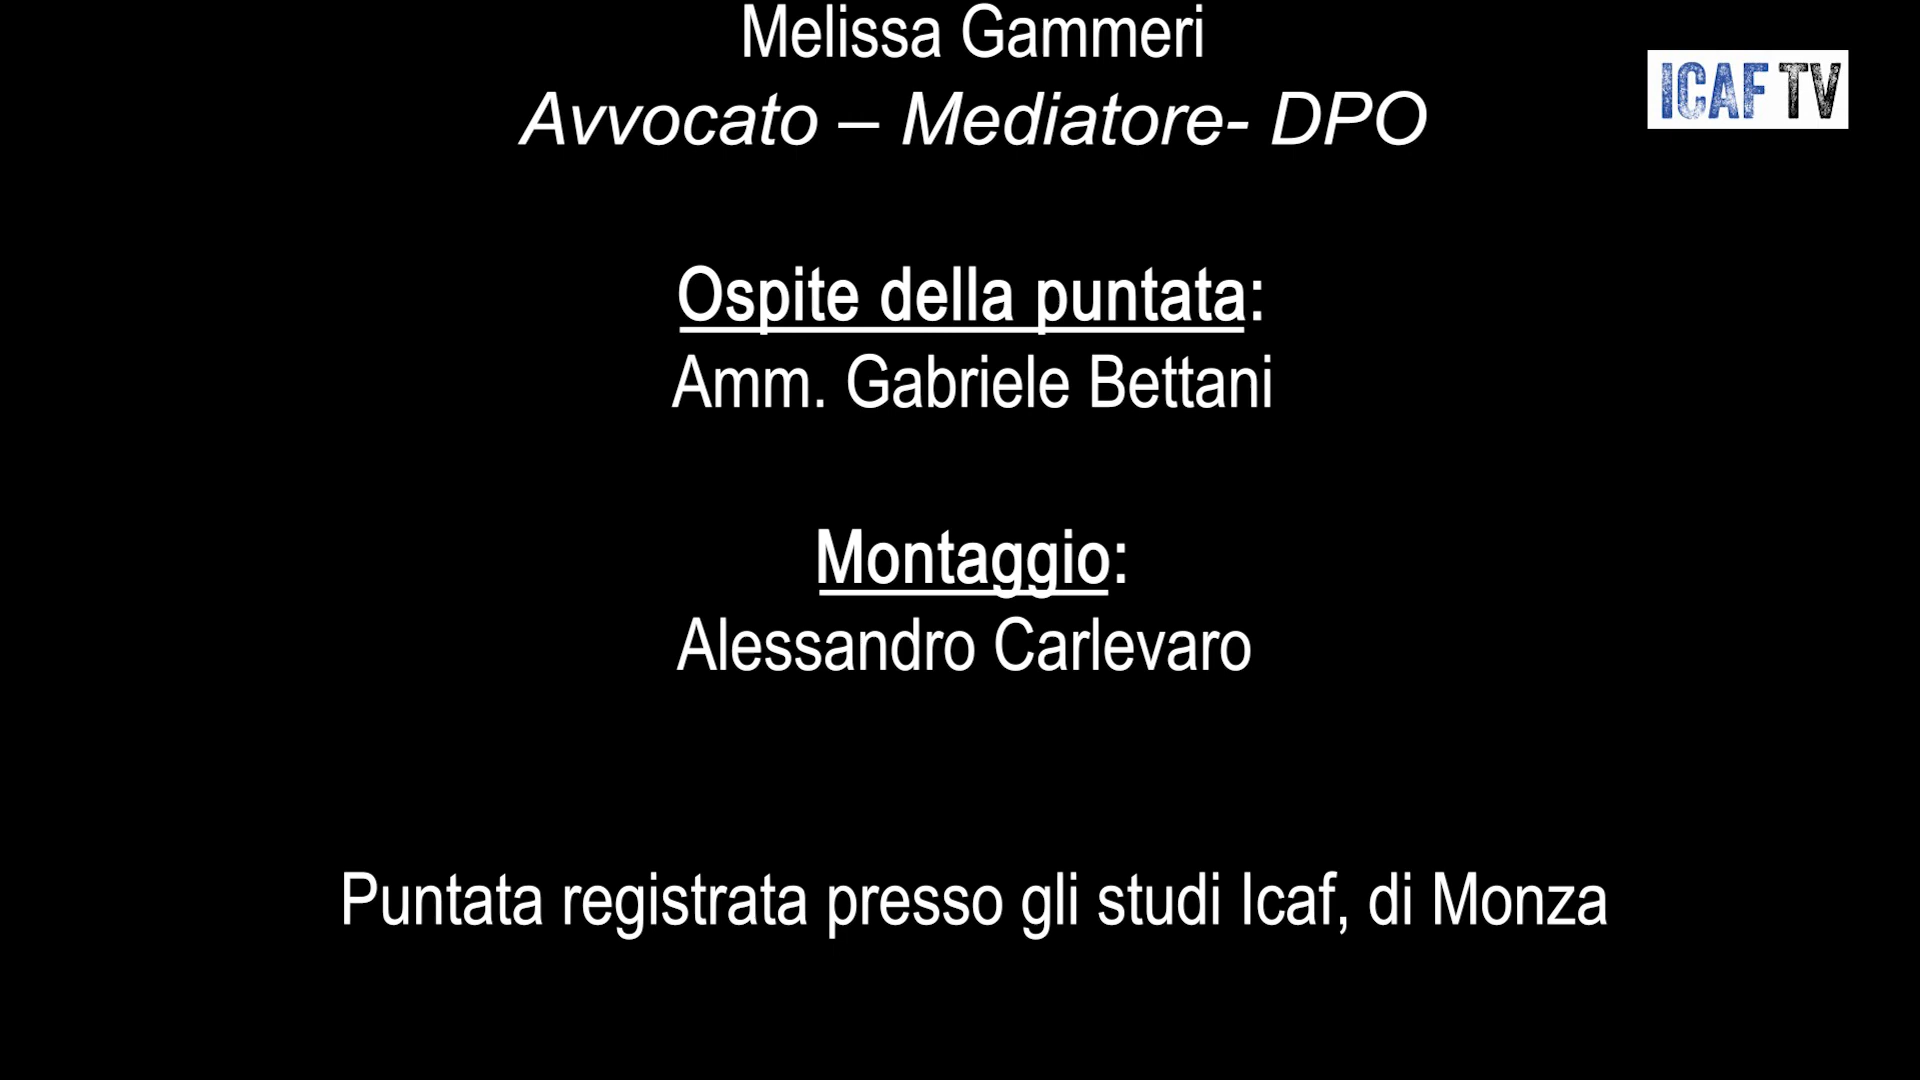 Melissa Gammeri
ICAF TV
Avvocato – Mediatore- DPO
Ospite della puntata:
Amm. Gabriele Bettani
Montaggio:
Alessandro Carlevaro
Puntata registrata presso gli studi Icaf, di Monza